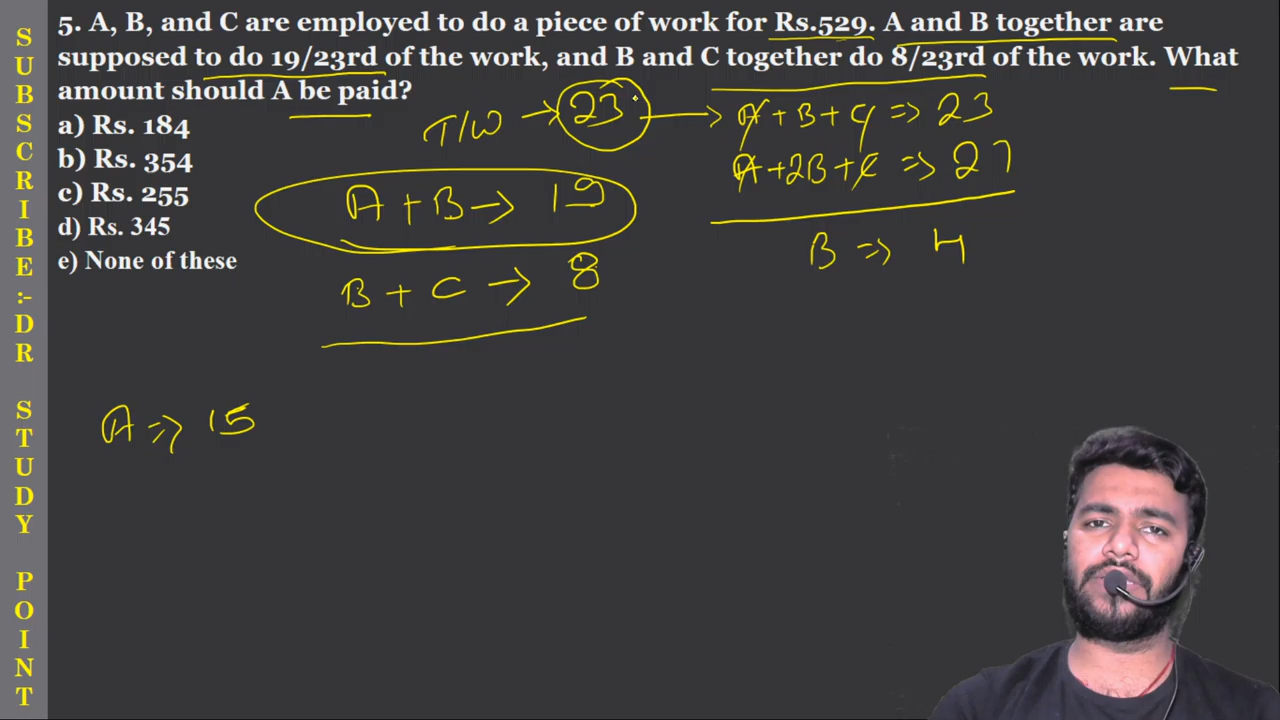 SUBSCRIBE:-DR STUDY POINT
5. A, B, and C are employed to do a piece of work for Rs.529. A and B together are
supposed to do 19/23rd of the work, and B and C together do 8/23rd of the work. What
amount should A be paid?
a) Rs. 184
b) Rs. 354
c) Rs. 255
d) Rs. 345
e) None of these
T/W → 23 → A + B + C ⇒ 23
A + 2B + C ⇒ 27
A + B → 19
B ⇒ 4
B + C → 8
A ⇒ 15